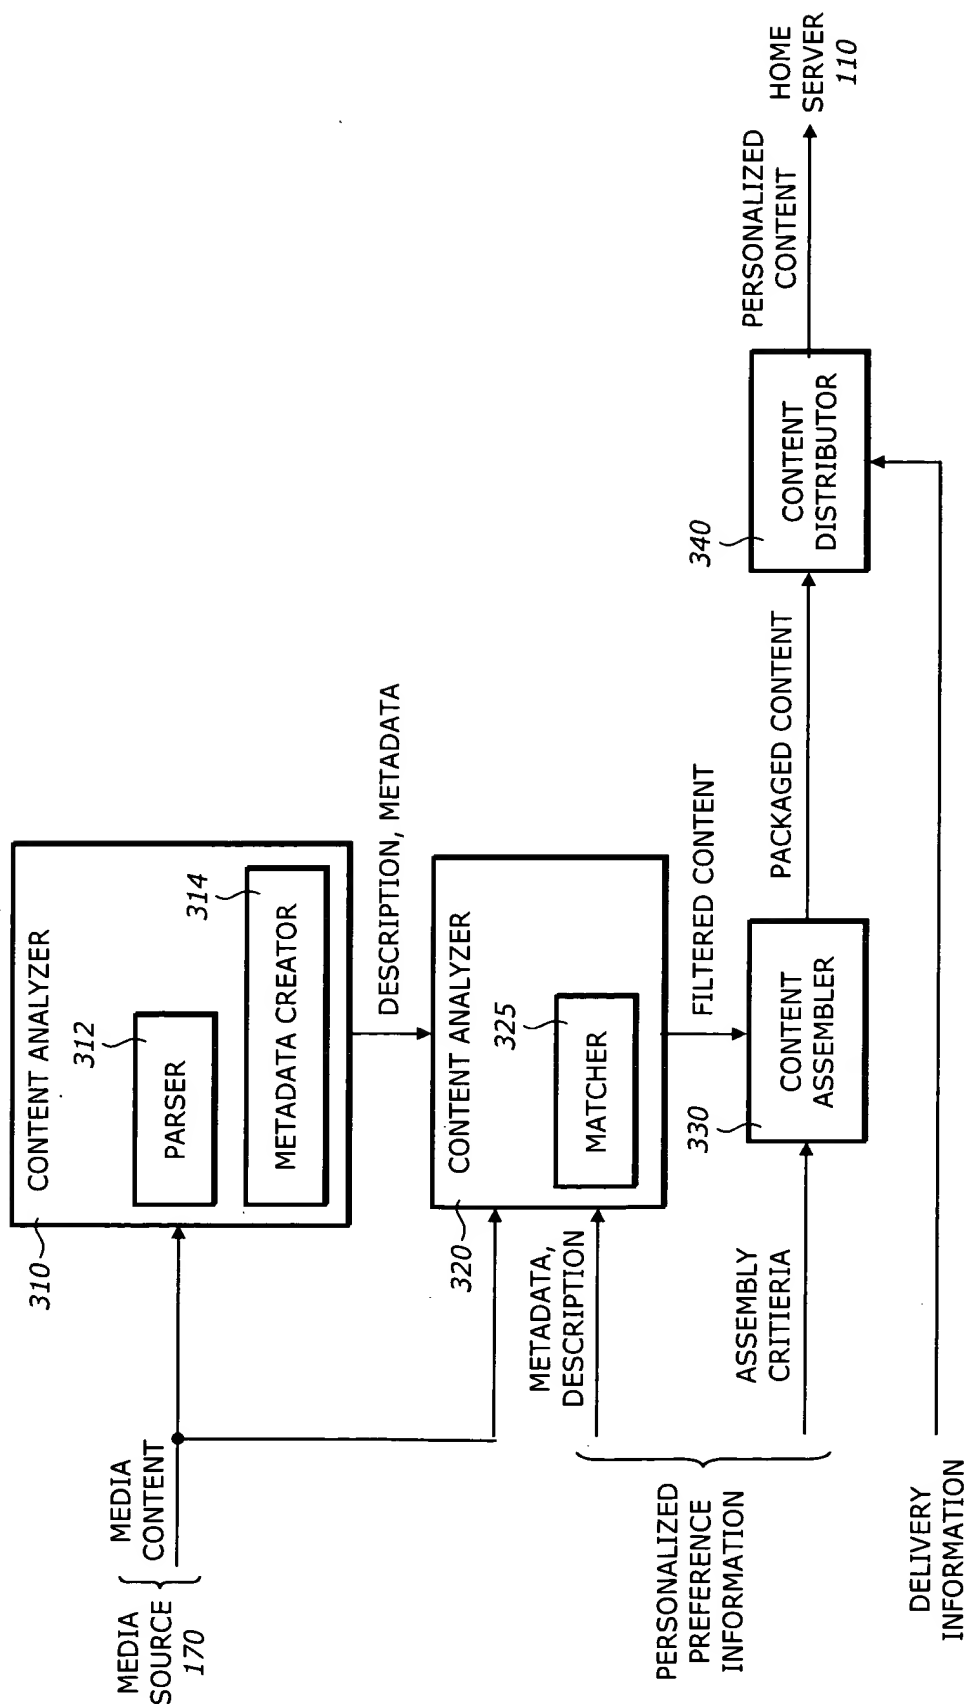 MEDIA
SOURCE
170
MEDIA
CONTENT
310
CONTENT ANALYZER
312
PARSER
314
METADATA CREATOR
DESCRIPTION, METADATA
320
CONTENT ANALYZER
325
MATCHER
METADATA,
DESCRIPTION
FILTERED CONTENT
PERSONALIZED
PREFERENCE
INFORMATION
ASSEMBLY
CRITIERIA
330
CONTENT
ASSEMBLER
PACKAGED CONTENT
340
CONTENT
DISTRIBUTOR
PERSONALIZED
CONTENT
HOME
SERVER
110
DELIVERY
INFORMATION